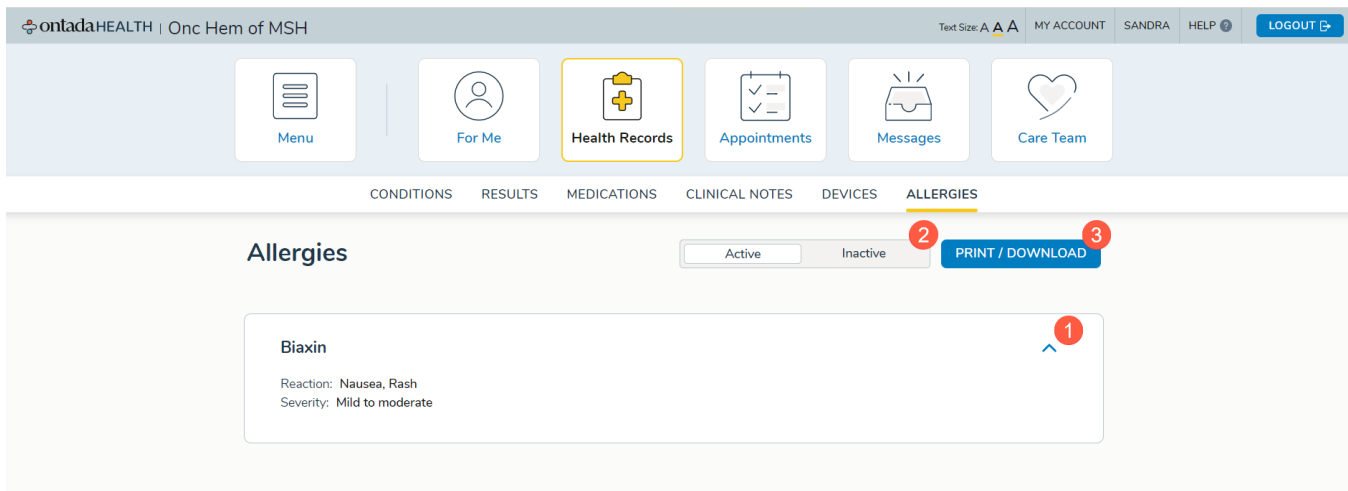 ontada HEALTH | Onc Hem of MSH
Text Size: A A A MY ACCOUNT SANDRA HELP ? LOGOUT
Menu For Me Health Records Appointments Messages Care Team
CONDITIONS RESULTS MEDICATIONS CLINICAL NOTES DEVICES ALLERGIES
2 3
Allergies Active Inactive PRINT / DOWNLOAD
1
Biaxin
Reaction: Nausea, Rash
Severity: Mild to moderate